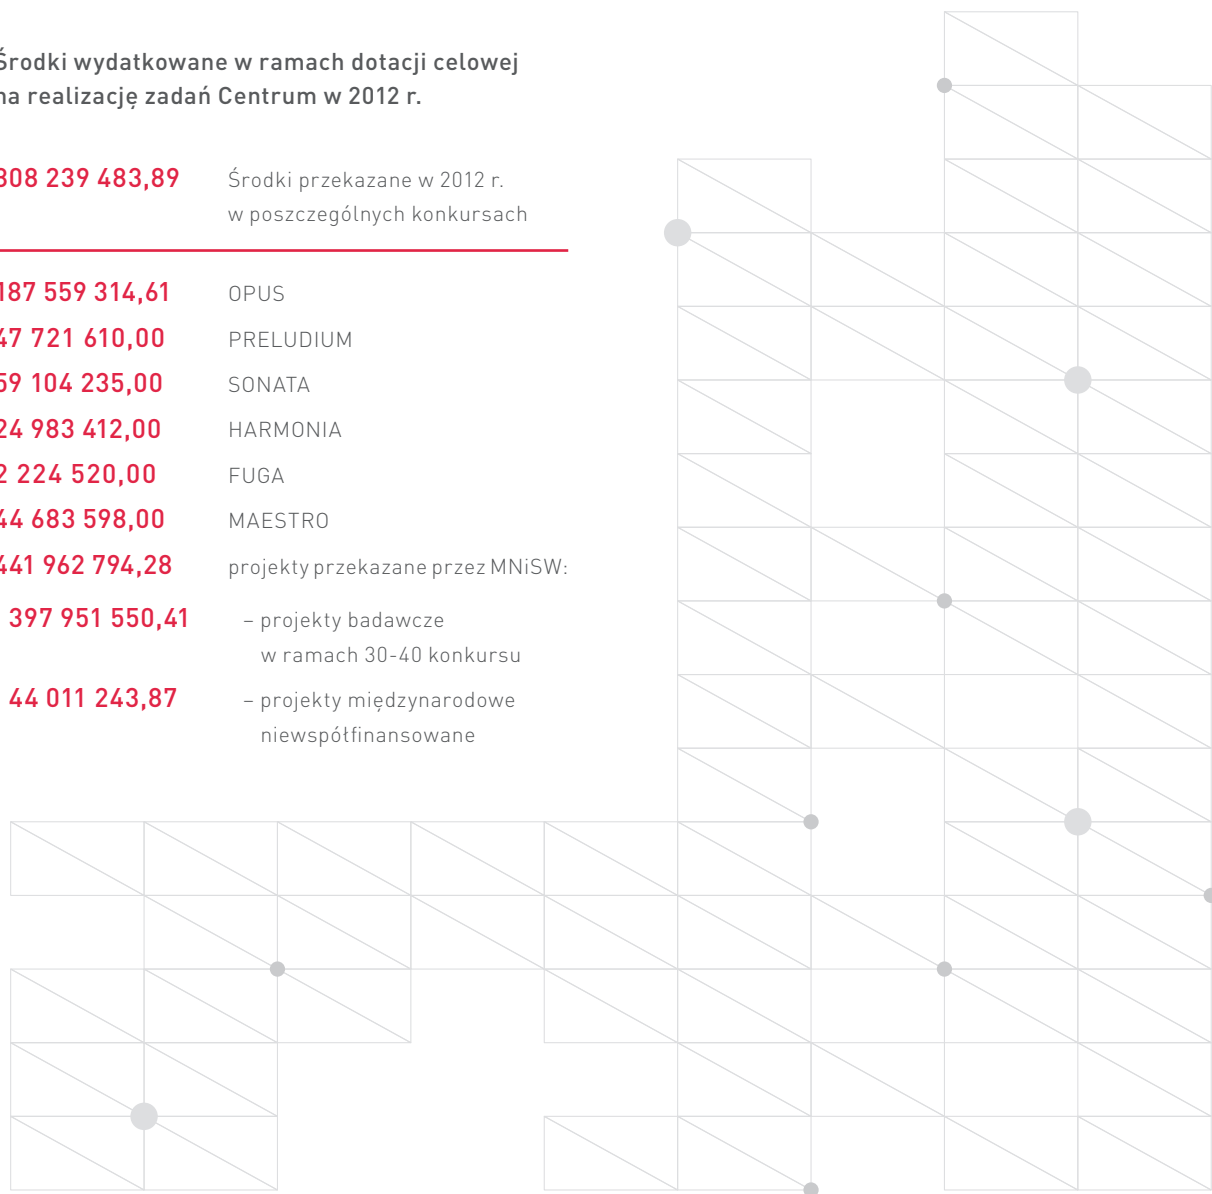 Środki wydatkowane w ramach dotacji celowej
na realizację zadań Centrum w 2012 r.
808 239 483,89 Środki przekazane w 2012 r.
w poszczególnych konkursach
187 559 314,61 OPUS
47 721 610,00 PRELUDIUM
59 104 235,00 SONATA
24 983 412,00 HARMONIA
2 224 520,00 FUGA
44 683 598,00 MAESTRO
441 962 794,28 projekty przekazane przez MNiSW:
397 951 550,41 – projekty badawcze
w ramach 30-40 konkursu
44 011 243,87 – projekty międzynarodowe
niewspółfinansowane